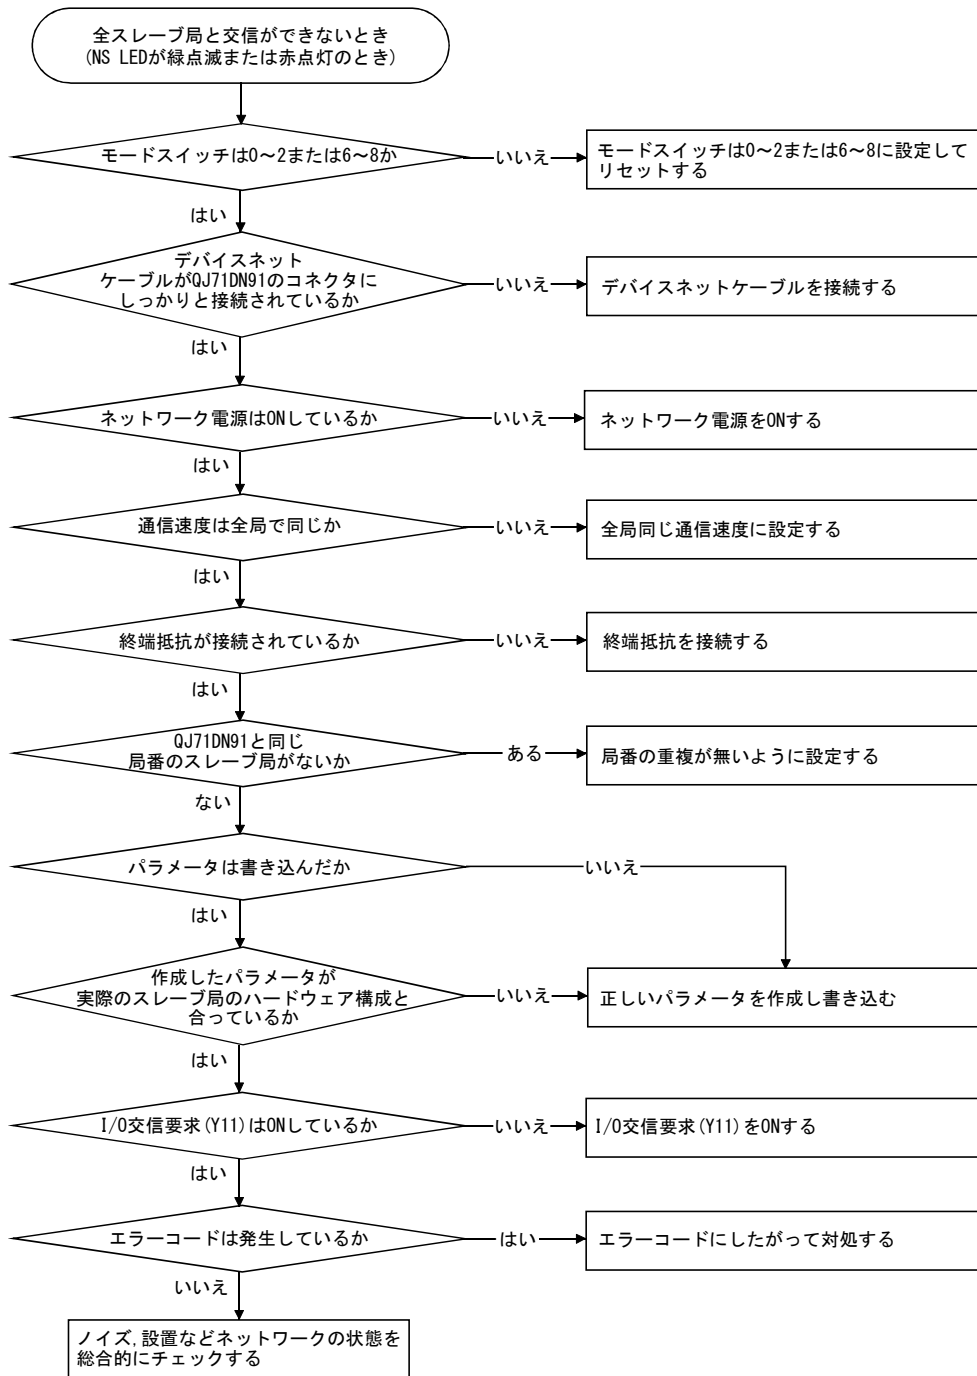 全スレーブ局と交信ができないとき
(NS LEDが緑点滅または赤点灯のとき)
モードスイッチは0～2または6～8か
いいえ
モードスイッチは0～2または6～8に設定して
リセットする
はい
デバイスネット
ケーブルがQJ71DN91のコネクタに
しっかりと接続されているか
いいえ
デバイスネットケーブルを接続する
はい
ネットワーク電源はONしているか
いいえ
ネットワーク電源をONする
はい
通信速度は全局で同じか
いいえ
全局同じ通信速度に設定する
はい
終端抵抗が接続されているか
いいえ
終端抵抗を接続する
はい
QJ71DN91と同じ
局番のスレーブ局がないか
ある
局番の重複が無いように設定する
ない
パラメータは書き込んだか
いいえ
はい
作成したパラメータが
実際のスレーブ局のハードウェア構成と
合っているか
いいえ
正しいパラメータを作成し書き込む
はい
I/O交信要求(Y11)はONしているか
いいえ
I/O交信要求(Y11)をONする
はい
エラーコードは発生しているか
はい
エラーコードにしたがって対処する
いいえ
ノイズ,設置などネットワークの状態を
総合的にチェックする